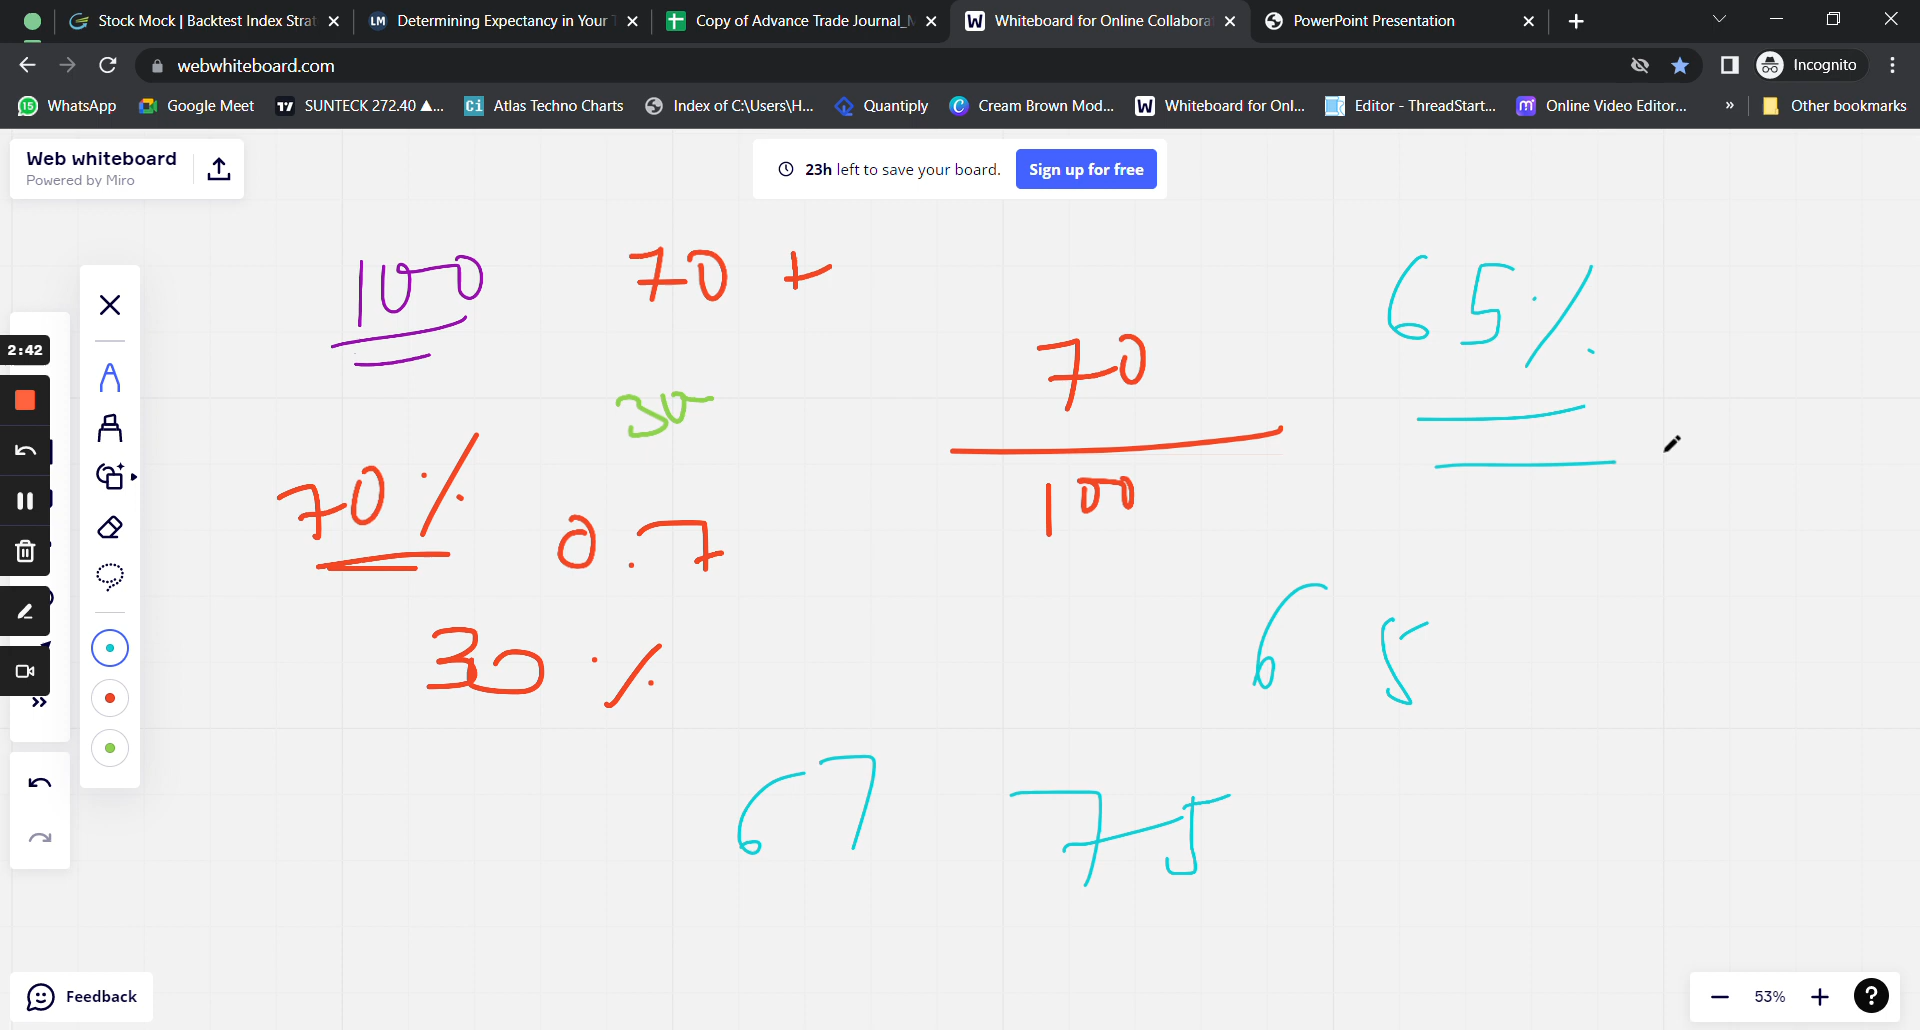 Stock Mock | Backtest Index Strat
Determining Expectancy in Your T
Copy of Advance Trade Journal_M
Whiteboard for Online Collaborat
PowerPoint Presentation
webwhiteboard.com
Incognito
15
WhatsApp
Google Meet
SUNTECK 272.40 ▲...
Atlas Techno Charts
Index of C:\Users\H...
Quantiply
Cream Brown Mod...
Whiteboard for Onl...
Editor - ThreadStart...
Online Video Editor...
»
Other bookmarks
Web whiteboard
Powered by Miro
23h left to save your board.
Sign up for free
100
70 +
65%
70
100
30
70%
0.7
30%
65
67
75
2:42
Feedback
53%